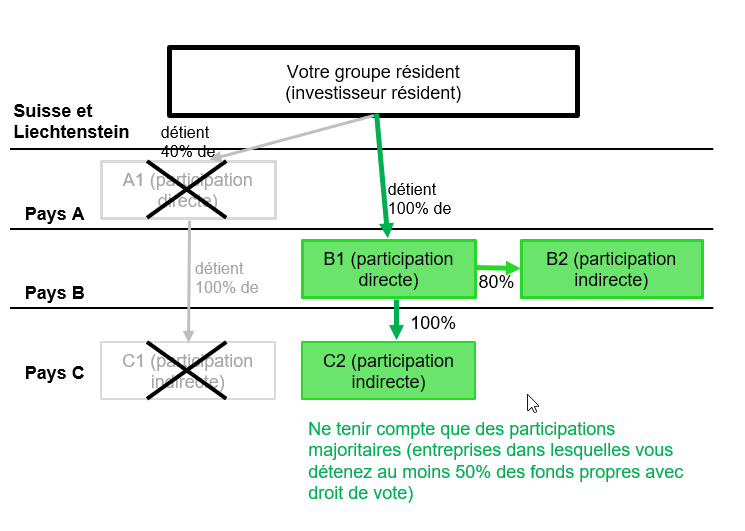 Votre groupe résident
(investisseur résident)
Suisse et
Liechtenstein
détient
40% de
A1 (participation
directe)
Pays A
détient
100% de
B1 (participation
directe)
80%
B2 (participation
indirecte)
détient
100% de
Pays B
100%
C1 (participation
indirecte)
C2 (participation
indirecte)
Pays C
Ne tenir compte que des participations
majoritaires (entreprises dans lesquelles vous
détenez au moins 50% des fonds propres avec
droit de vote)